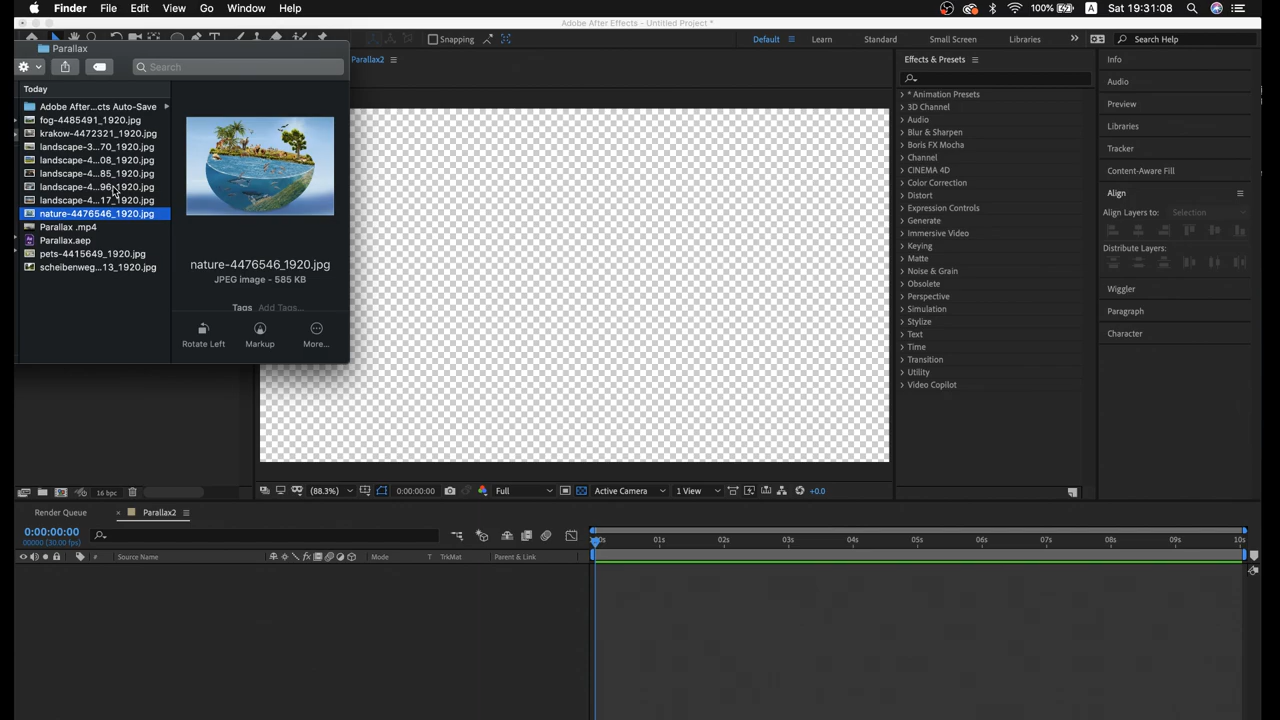 Finder File Edit View Go Window Help 100% A Sat 19:31:08
Adobe After Effects - Untitled Project *
Snapping Default Learn Standard Small Screen Libraries Search Help
Parallax
Search
Parallax2
Today
Adobe After...cts Auto-Save
fog-4485491_1920.jpg
krakow-4472321_1920.jpg
landscape-3...70_1920.jpg
landscape-4...08_1920.jpg
landscape-4...85_1920.jpg
landscape-4...96_1920.jpg
landscape-4...17_1920.jpg
nature-4476546_1920.jpg
Parallax .mp4
Parallax.aep
pets-4415649_1920.jpg
scheibenweg...13_1920.jpg
nature-4476546_1920.jpg
JPEG image - 585 KB
Tags Add Tags...
Rotate Left Markup More...
Effects & Presets
* Animation Presets
3D Channel
Audio
Blur & Sharpen
Boris FX Mocha
Channel
CINEMA 4D
Color Correction
Distort
Expression Controls
Generate
Immersive Video
Keying
Matte
Noise & Grain
Obsolete
Perspective
Simulation
Stylize
Text
Time
Transition
Utility
Video Copilot
Info
Audio
Preview
Libraries
Tracker
Content-Aware Fill
Align
Align Layers to: Selection
Distribute Layers:
Wiggler
Paragraph
Character
16 bpc (88.3%) 0:00:00:00 Full Active Camera 1 View +0.0
Render Queue Parallax2
0:00:00:00
00000 (30.00 fps)
# Source Name Mode T TrkMat Parent & Link
01s 02s 03s 04s 05s 06s 07s 08s 09s 10s